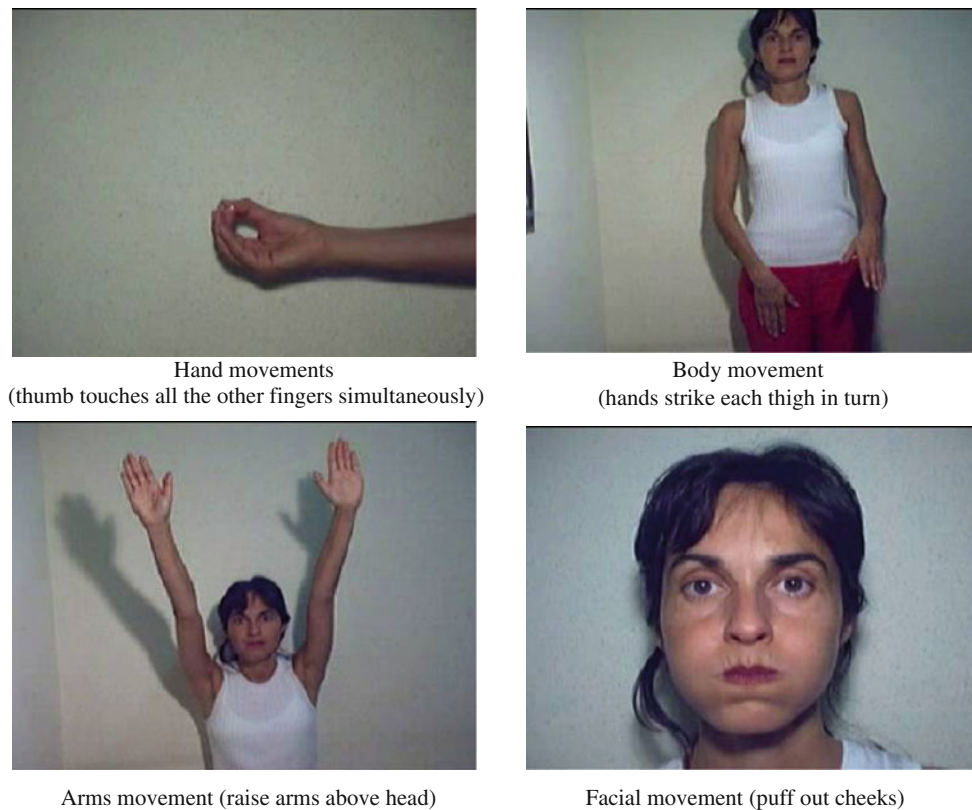 Hand movements
(thumb touches all the other fingers simultaneously)
Body movement
(hands strike each thigh in turn)
Arms movement (raise arms above head)
Facial movement (puff out cheeks)